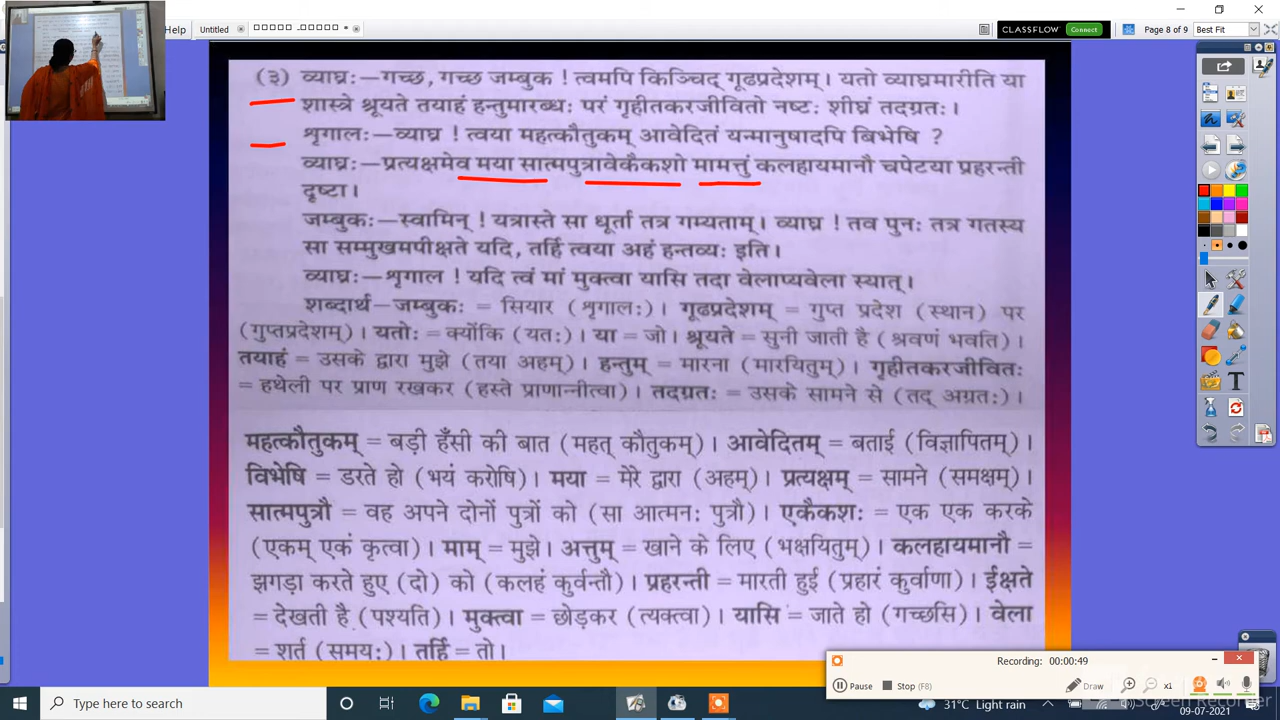 Help
Untitled
CLASSFLOW Connect
Page 8 of 9
Best Fit
(३) व्याघ्रः—गच्छ, गच्छ जम्बुक ! त्वमपि किञ्चिद् गूढप्रदेशम्। यतो व्याघ्रमारीति या
शास्त्रे श्रूयते तयाहं हन्तुमारब्धः परं गृहीतकरजीवितो नष्टः शीघ्रं तदग्रतः।
शृगालः—व्याघ्र ! त्वया महत्कौतुकम् आवेदितं यन्मानुषादपि बिभेषि ?
व्याघ्रः—प्रत्यक्षमेव मया सात्मपुत्रावेकैकशो मामत्तुं कलहायमानौ चपेटया प्रहरन्ती
दृष्टा।
जम्बुकः—स्वामिन् ! यत्रास्ते सा धूर्ता तत्र गम्यताम्। व्याघ्र ! तव पुनः तत्र गतस्य
सा सम्मुखमपीक्षते यदि, तर्हि त्वया अहं हन्तव्यः इति।
व्याघ्रः—शृगाल ! यदि त्वं मां मुक्त्वा यासि तदा वेलाप्यवेला स्यात्।
शब्दार्थ—जम्बुकः = सियार (शृगालः)। गूढप्रदेशम् = गुप्त प्रदेश (स्थान) पर
(गुप्तप्रदेशम्)। यतोः = क्योंकि (यतः)। या = जो। श्रूयते = सुनी जाती है (श्रवणं भवति)।
तयाहं = उसके द्वारा मुझे (तया अहम्)। हन्तुम् = मारना (मारयितुम्)। गृहीतकरजीवितः
= हथेली पर प्राण रखकर (हस्ते प्राणान्नीत्वा)। तदग्रतः = उसके सामने से (तद् अग्रतः)।
महत्कौतुकम् = बड़ी हँसी की बात (महत् कौतुकम्)। आवेदितम् = बताई (विज्ञापितम्)।
विभेषि = डरते हो (भयं करोषि)। मया = मेरे द्वारा (अहम्)। प्रत्यक्षम् = सामने (समक्षम्)।
सात्मपुत्रौ = वह अपने दोनों पुत्रों को (सा आत्मनः पुत्रौ)। एकैकशः = एक एक करके
(एकम् एकं कृत्वा)। माम् = मुझे। अत्तुम् = खाने के लिए (भक्षयितुम्)। कलहायमानौ =
झगड़ा करते हुए (दो) को (कलहं कुर्वन्तौ)। प्रहरन्ती = मारती हुई (प्रहारं कुर्वाणा)। ईक्षते
= देखती है (पश्यति)। मुक्त्वा = छोड़कर (त्यक्त्वा)। यासि = जाते हो (गच्छसि)। वेला
= शर्त (समयः)। तर्हि = तो।
Recording: 00:00:49
Pause
Stop (F8)
Draw
x1
Type here to search
31°C Light rain
09-07-2021